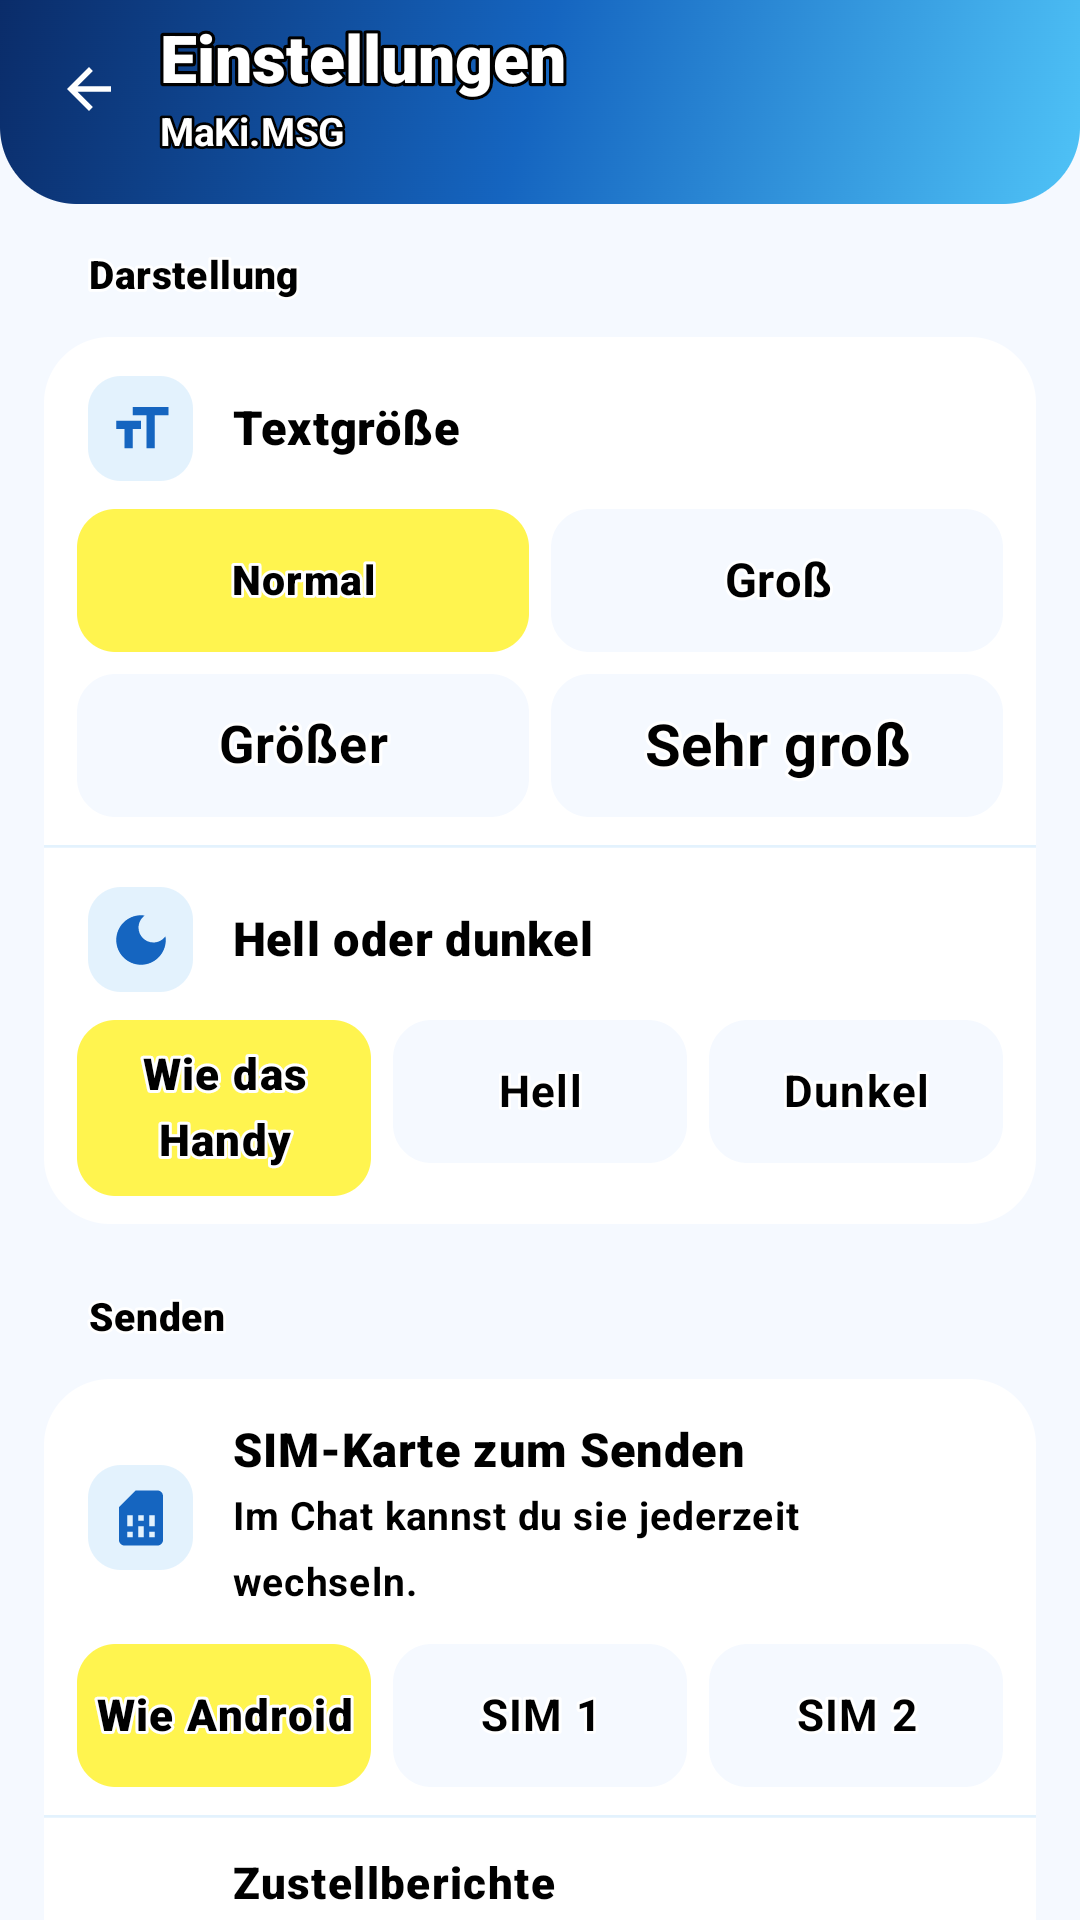 Einstellungen
MaKi.MSG
Darstellung
Textgröße
Normal
Groß
Größer
Sehr groß
Hell oder dunkel
Wie das
Handy
Hell
Dunkel
Senden
SIM-Karte zum Senden
Im Chat kannst du sie jederzeit
wechseln.
Wie Android
SIM 1
SIM 2
Zustellberichte